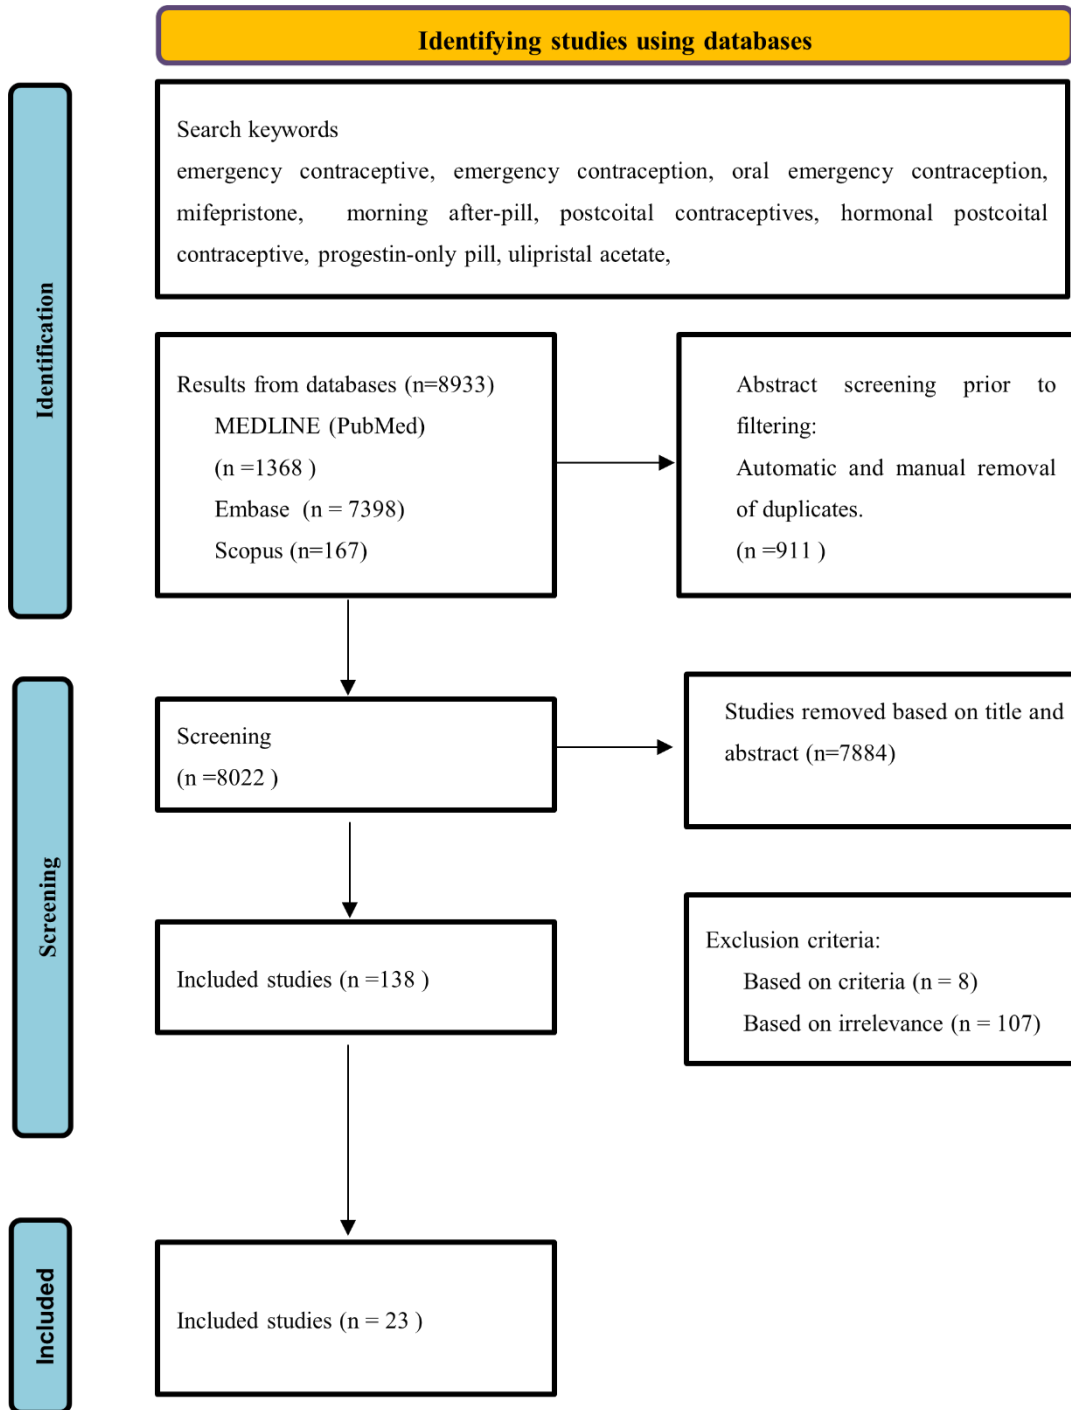 Identifying studies using databases
Identification
Search keywords
emergency contraceptive, emergency contraception, oral emergency contraception,
mifepristone, morning after-pill, postcoital contraceptives, hormonal postcoital
contraceptive, progestin-only pill, ulipristal acetate,
Results from databases (n=8933)
MEDLINE (PubMed)
(n =1368 )
Embase (n = 7398)
Scopus (n=167)
Abstract screening prior to
filtering:
Automatic and manual removal
of duplicates.
(n =911 )
Screening
Screening
(n =8022 )
Studies removed based on title and
abstract (n=7884)
Included studies (n =138 )
Exclusion criteria:
Based on criteria (n = 8)
Based on irrelevance (n = 107)
Included
Included studies (n = 23 )